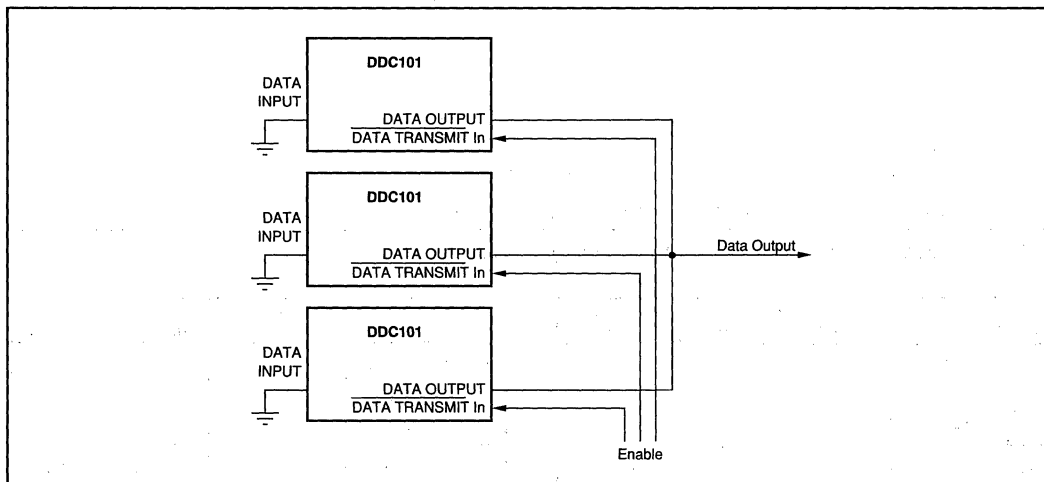 DDC101
DATA
INPUT
DATA OUTPUT
DATA TRANSMIT In
DDC101
DATA
INPUT
DATA OUTPUT
DATA TRANSMIT In
Data Output
DDC101
DATA
INPUT
DATA OUTPUT
DATA TRANSMIT In
Enable